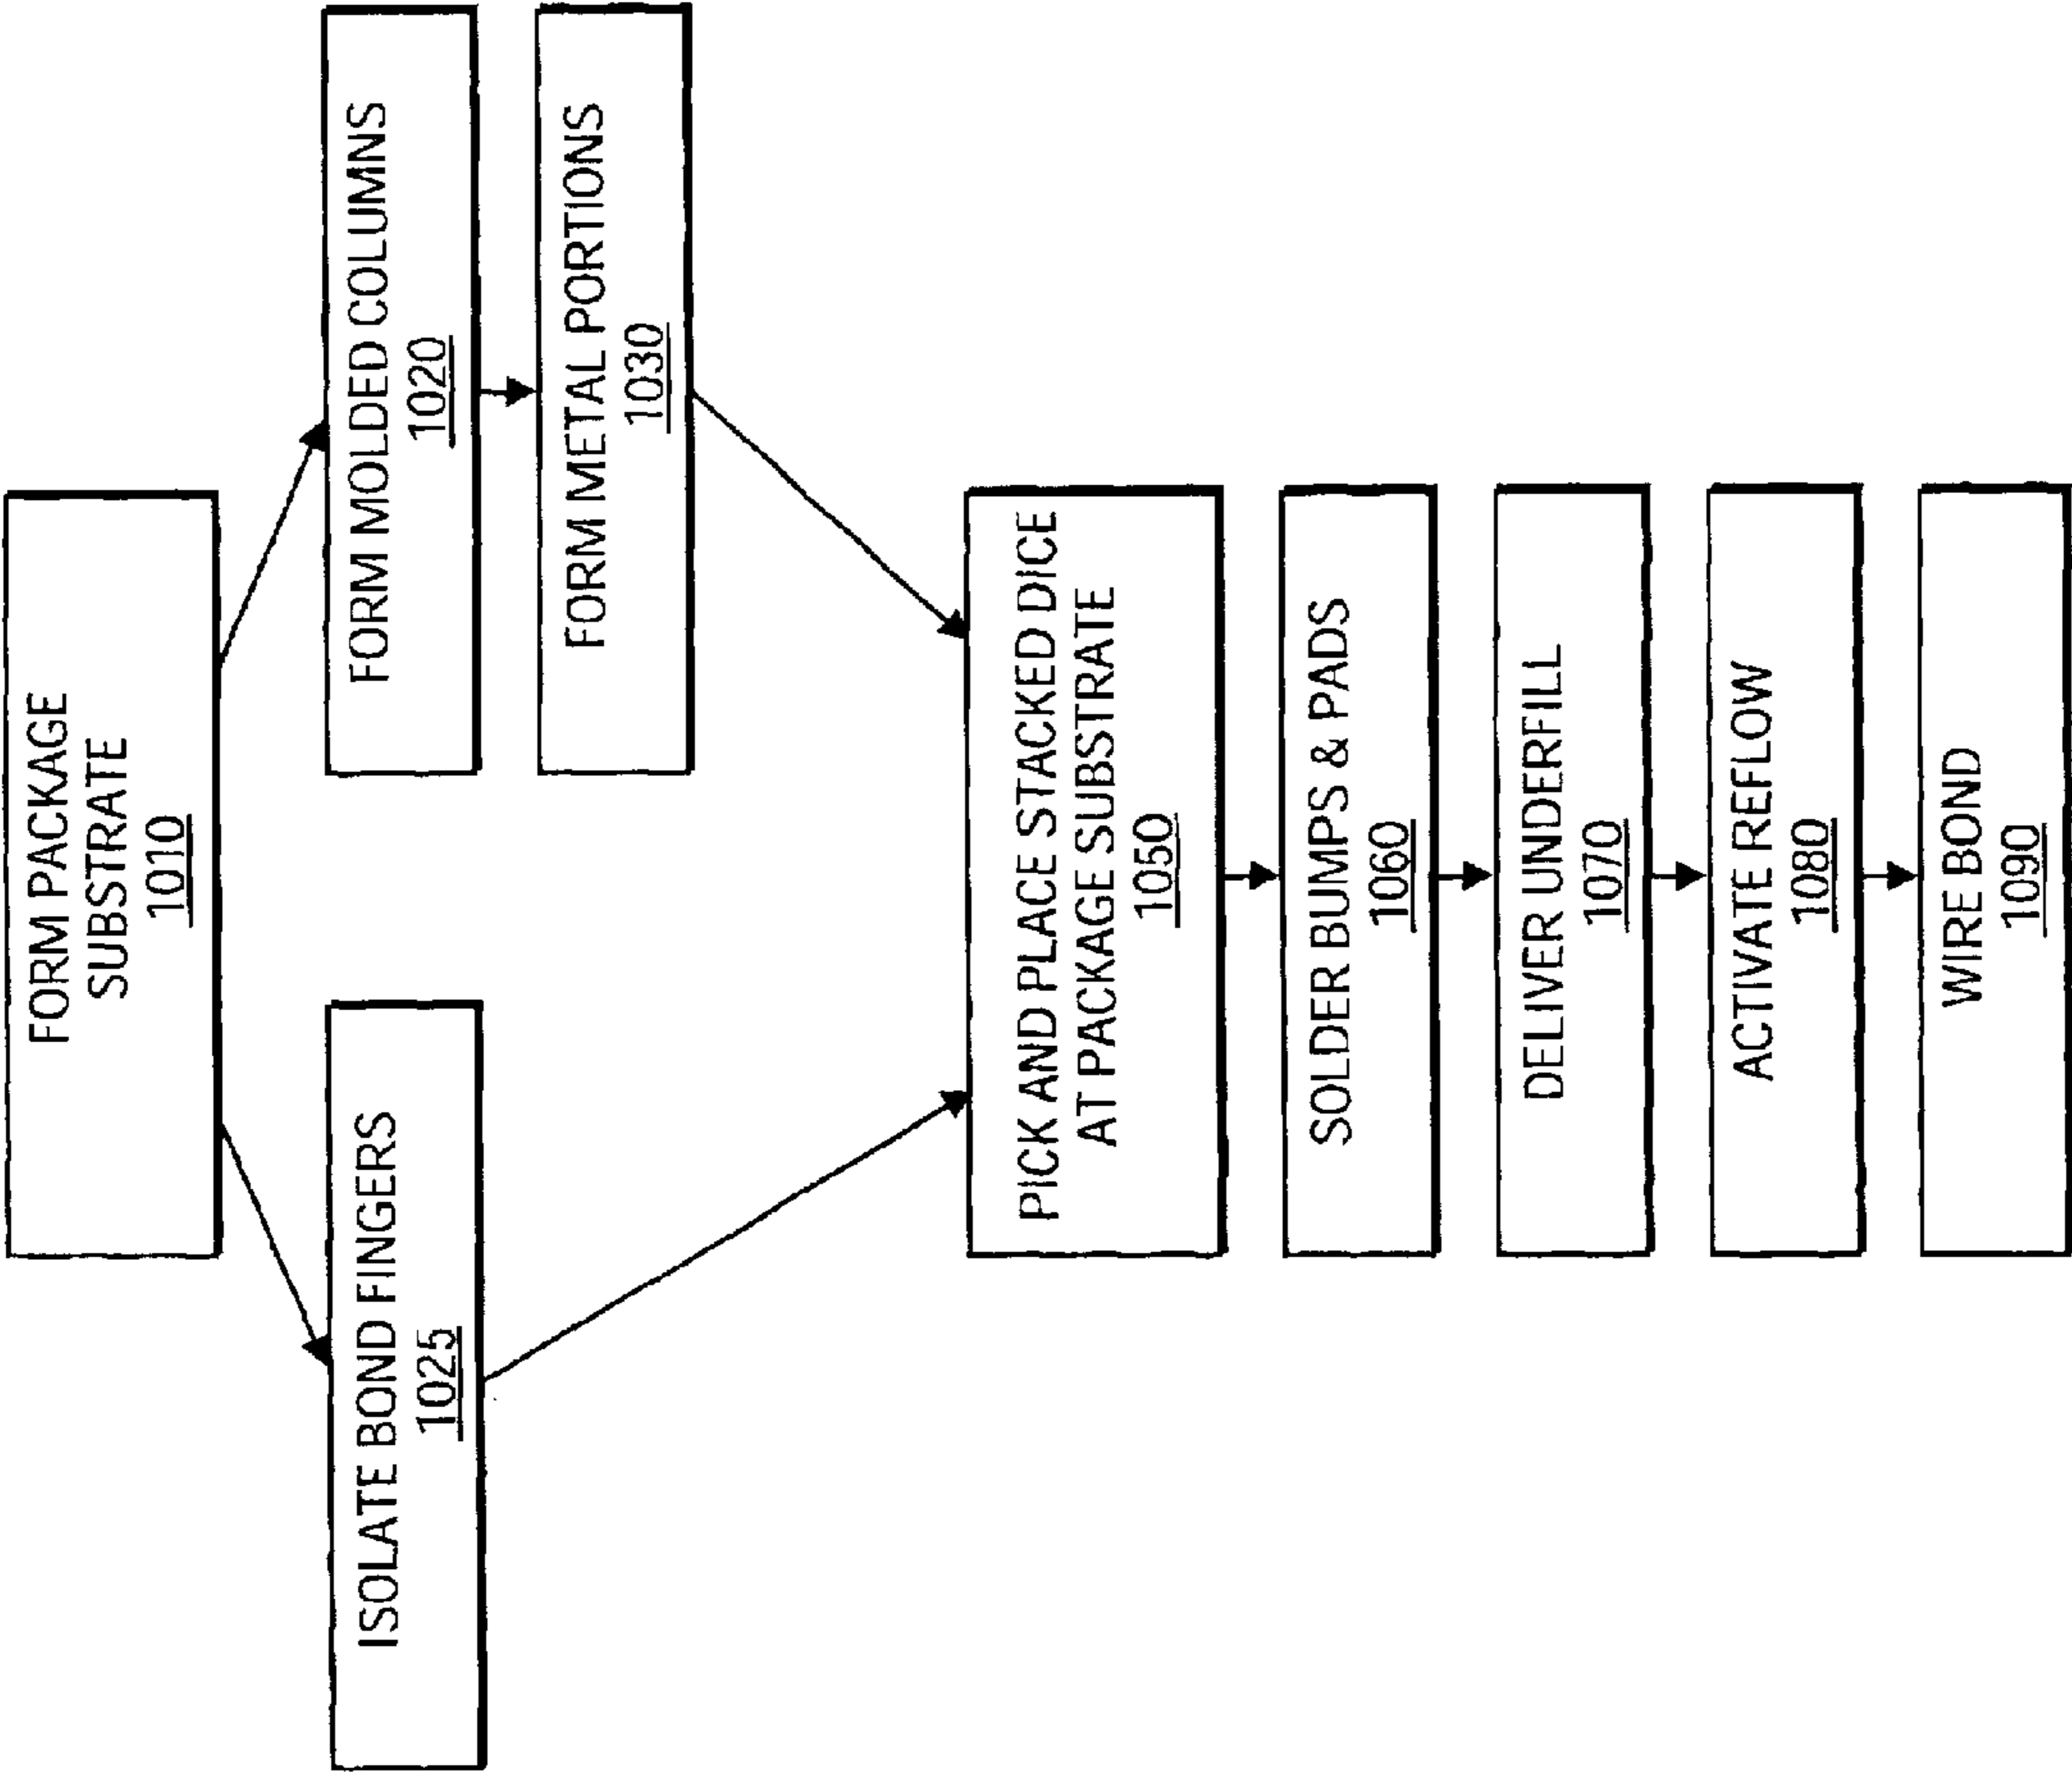 FORM PACKAGE
SUBSTRATE
1010
ISOLATE BOND FINGERS
1025
FORM MOLDED COLUMNS
1020
FORM METAL PORTIONS
1030
PICK AND PLACE STACKED DICE
AT PACKAGE SUBSTRATE
1050
SOLDER BUMPS & PADS
1060
DELIVER UNDERFILL
1070
ACTIVATE REFLOW
1080
WIRE BOND
1090